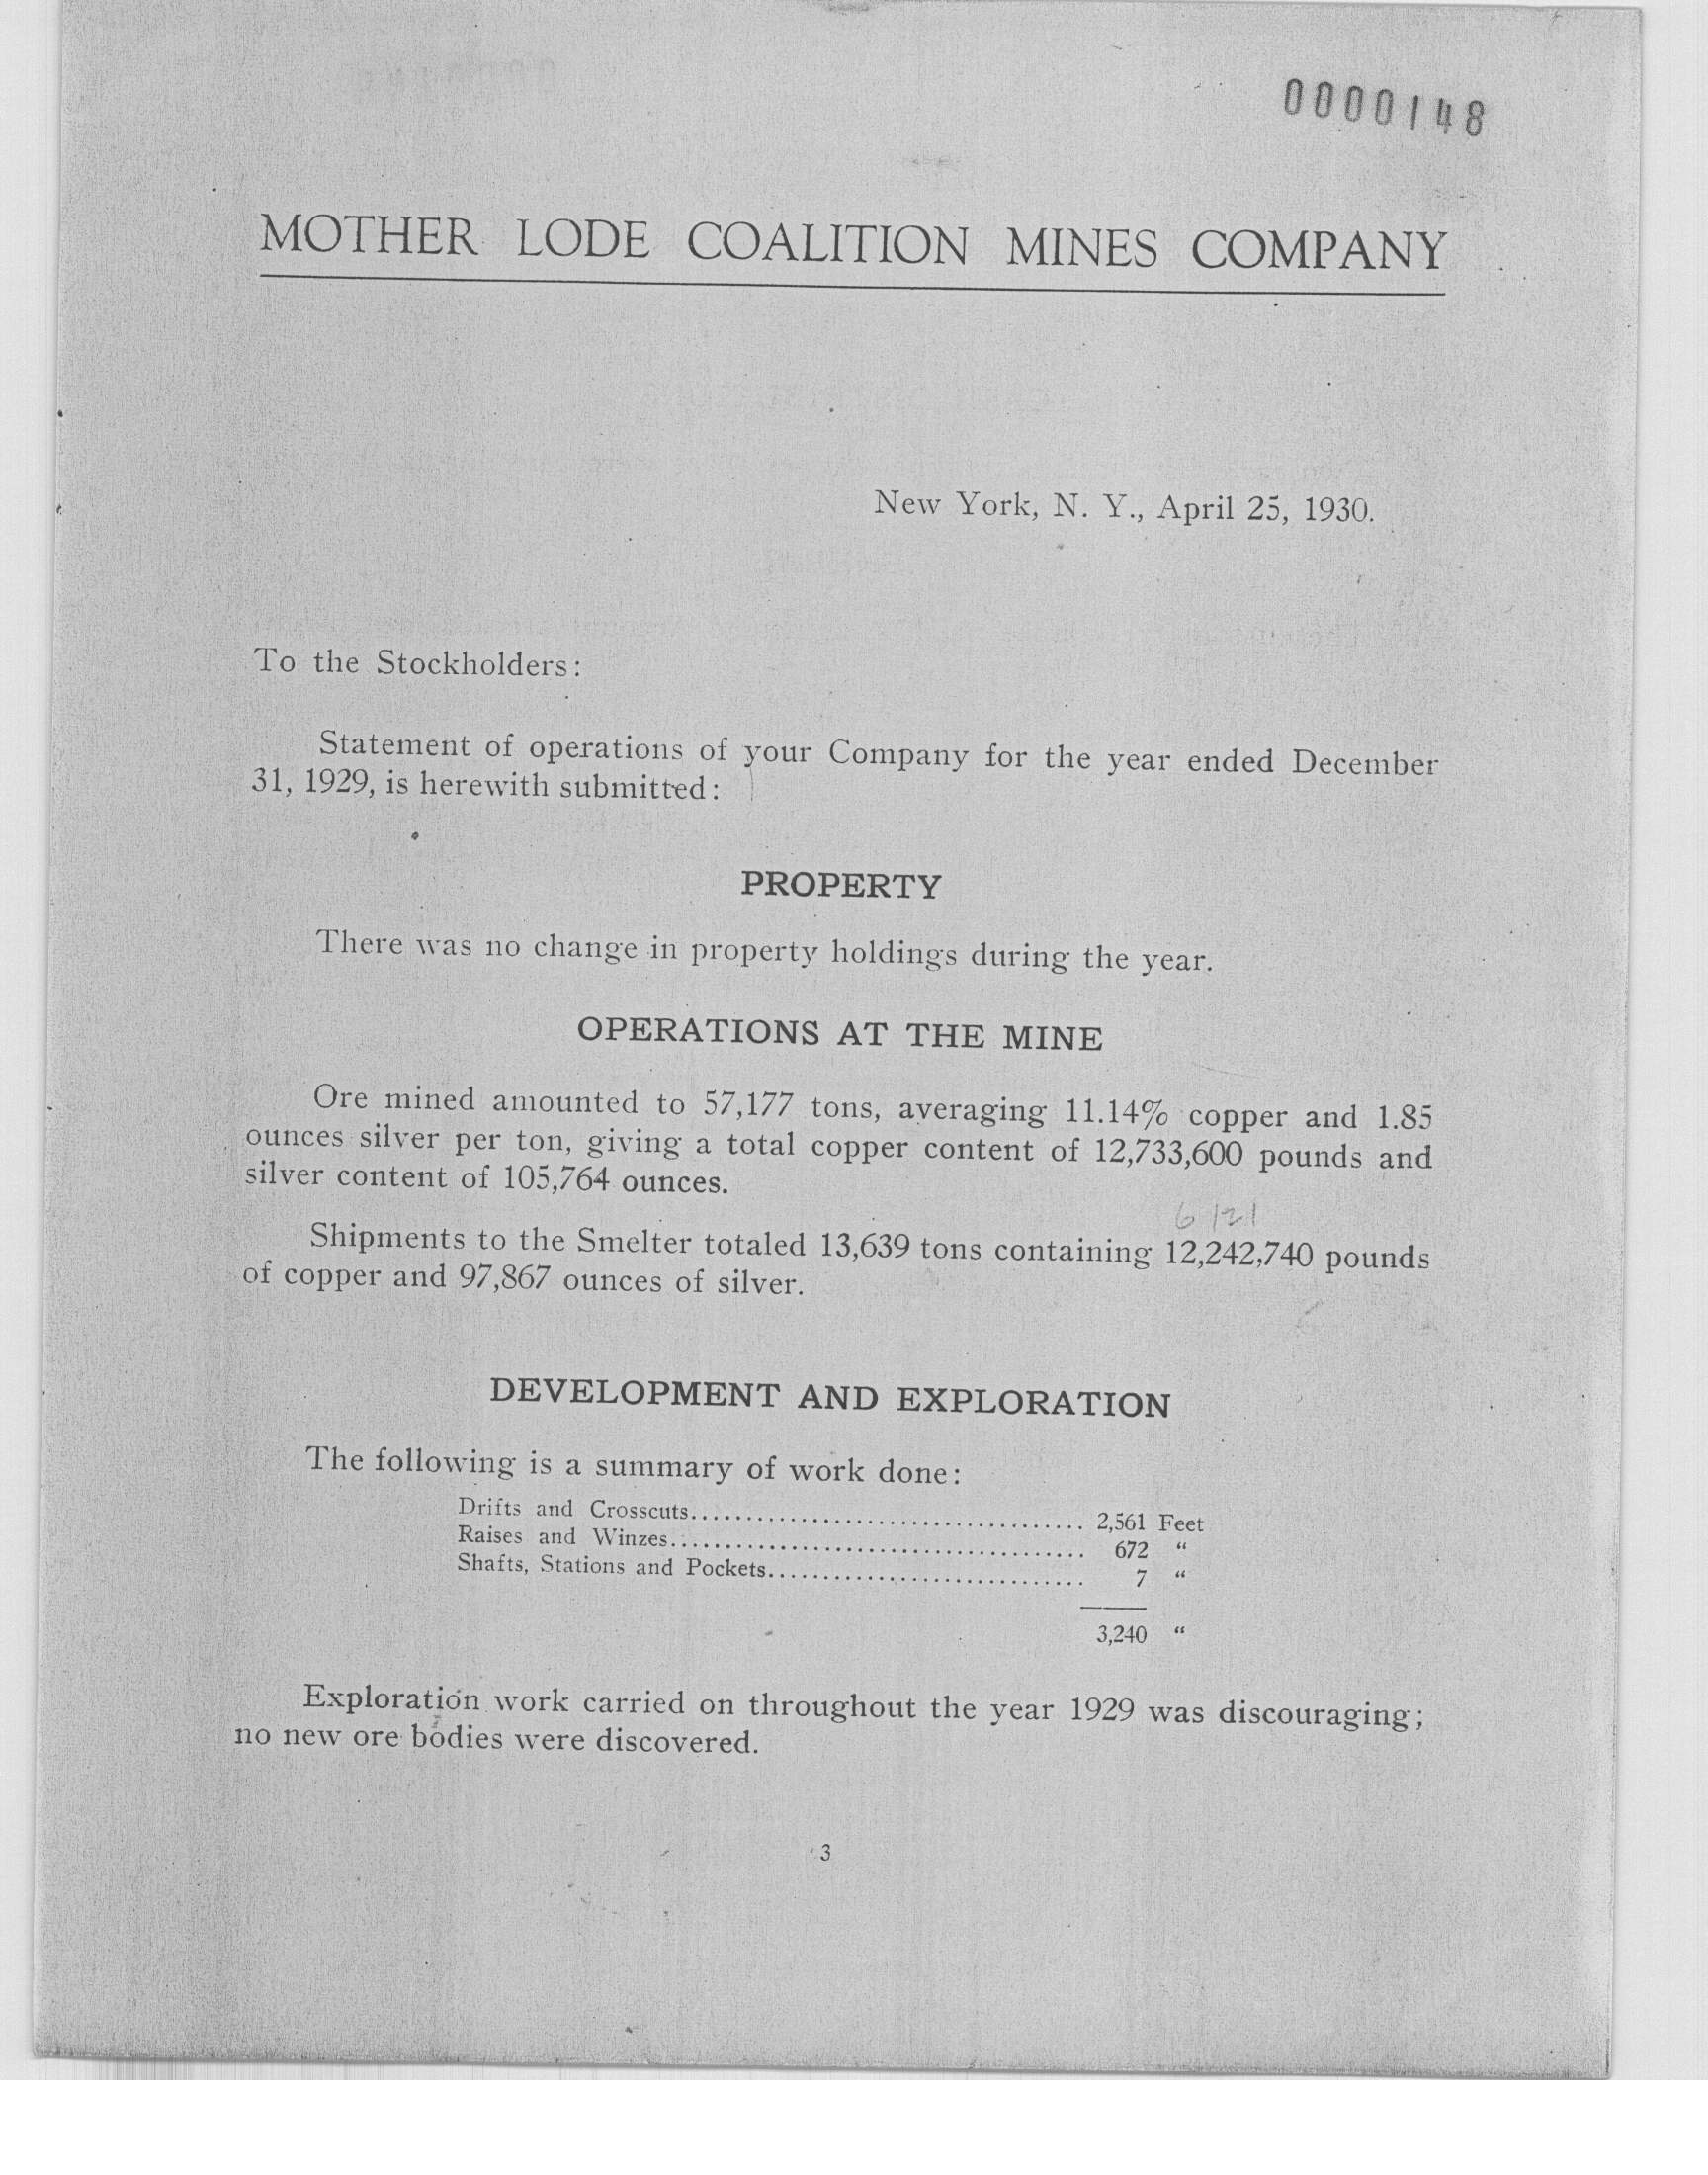 0000148
MOTHER LODE COALITION MINES COMPANY
New York, N. Y., April 25, 1930.
To the Stockholders:
Statement of operations of your Company for the year ended December
31, 1929, is herewith submitted:
PROPERTY
There was no change in property holdings during the year.
OPERATIONS AT THE MINE
Ore mined amounted to 57,177 tons, averaging 11.14% copper and 1.85
ounces silver per ton, giving a total copper content of 12,733,600 pounds and
silver content of 105,764 ounces.
6121
Shipments to the Smelter totaled 13,639 tons containing 12,242,740 pounds
of copper and 97,867 ounces of silver.
DEVELOPMENT AND EXPLORATION
The following is a summary of work done:
Drifts and Crosscuts.................................... 2,561 Feet
Raises and Winzes...................................... 672 "
Shafts, Stations and Pockets............................. 7 "
3,240 "
Exploration work carried on throughout the year 1929 was discouraging;
no new ore bodies were discovered.
3